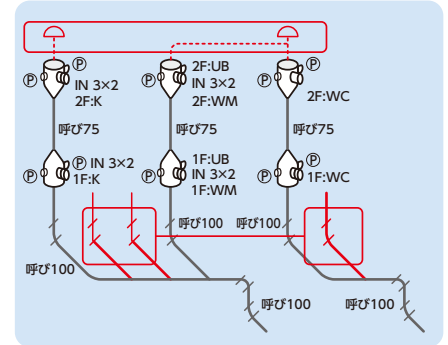 Ⓟ
Ⓟ
IN 3×2
2F:K
2F:UB
IN 3×2
2F:WM
Ⓟ
Ⓟ
Ⓟ
2F:WC
呼び75
呼び75
呼び75
Ⓟ
Ⓟ IN 3×2
1F:K
1F:UB
IN 3×2
1F:WM
Ⓟ
Ⓟ
Ⓟ
1F:WC
呼び100
呼び100
呼び100
呼び100
呼び100